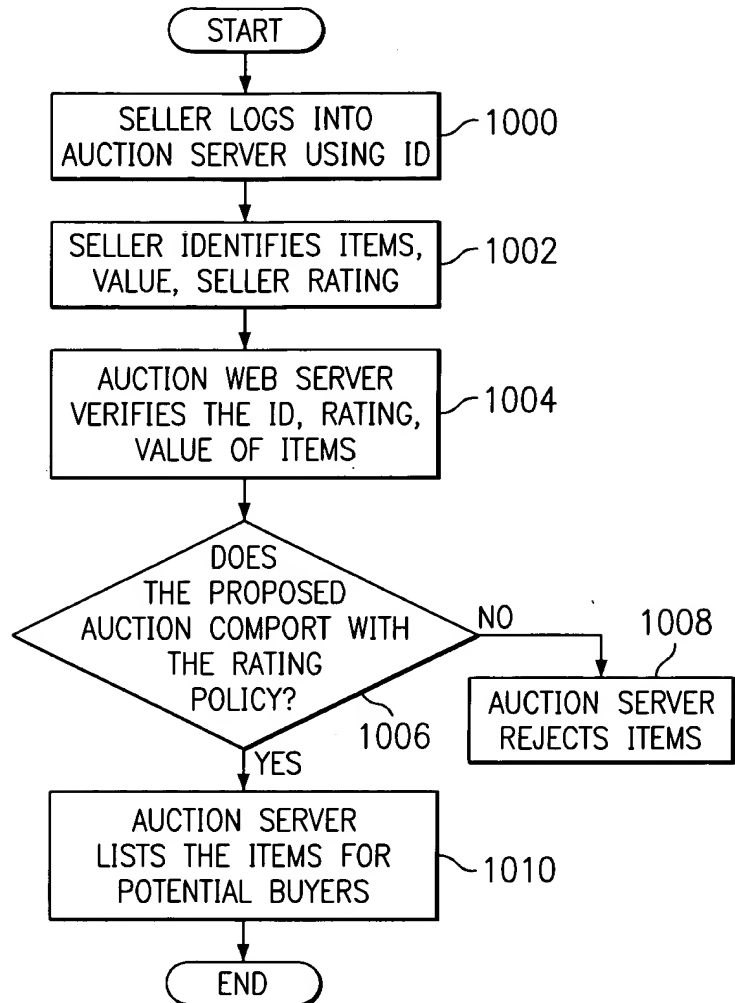 START
SELLER LOGS INTO
AUCTION SERVER USING ID
1000
SELLER IDENTIFIES ITEMS,
VALUE, SELLER RATING
1002
AUCTION WEB SERVER
VERIFIES THE ID, RATING,
VALUE OF ITEMS
1004
DOES
THE PROPOSED
AUCTION COMPORT WITH
THE RATING
POLICY?
1006
NO
1008
AUCTION SERVER
REJECTS ITEMS
YES
AUCTION SERVER
LISTS THE ITEMS FOR
POTENTIAL BUYERS
1010
END